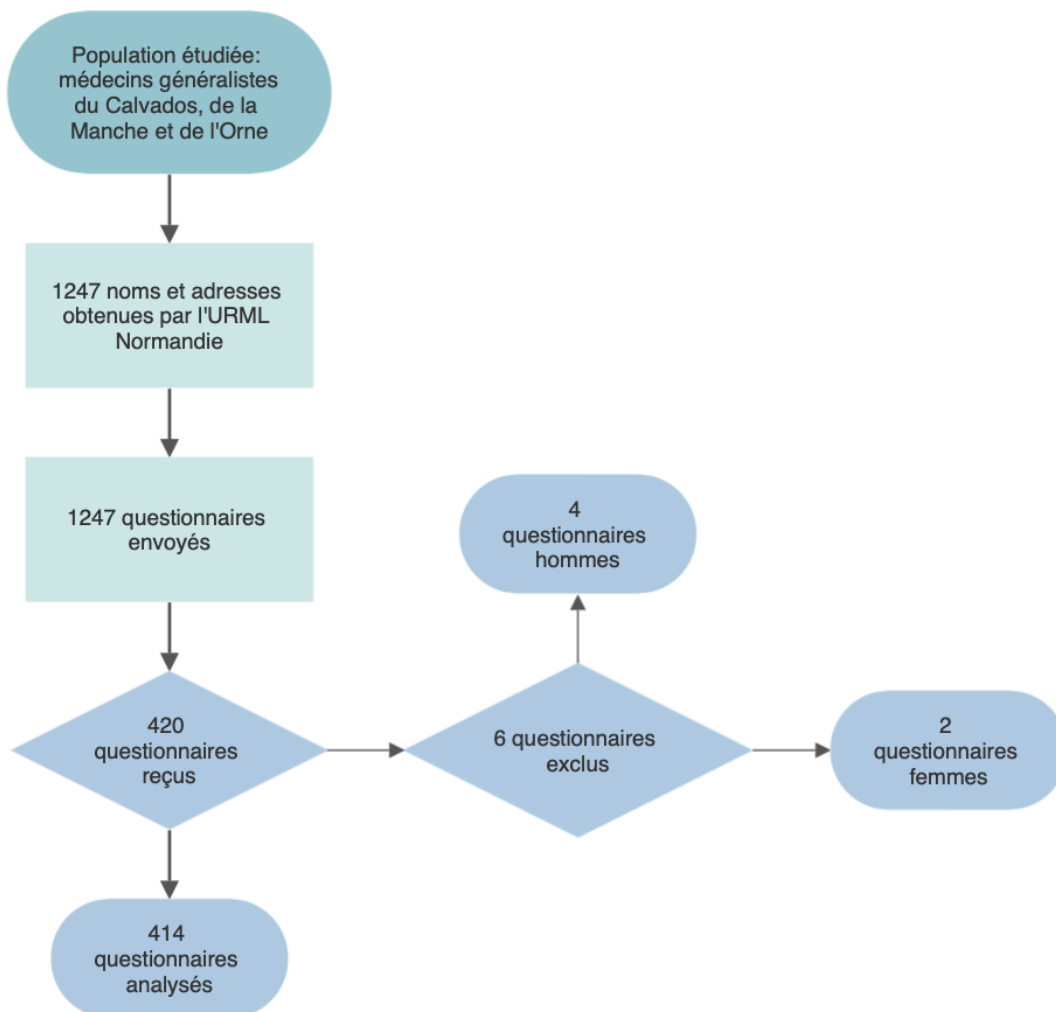 Population étudiée:
médecins généralistes
du Calvados, de la
Manche et de l'Orne
1247 noms et adresses
obtenues par l'URML
Normandie
1247 questionnaires
envoyés
4
questionnaires
hommes
420
questionnaires
reçus
6 questionnaires
exclus
2
questionnaires
femmes
414
questionnaires
analysés